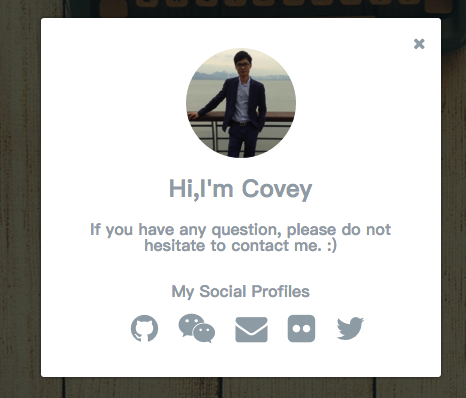 Hi,I'm Covey
If you have any question, please do not
hesitate to contact me. :)
My Social Profiles